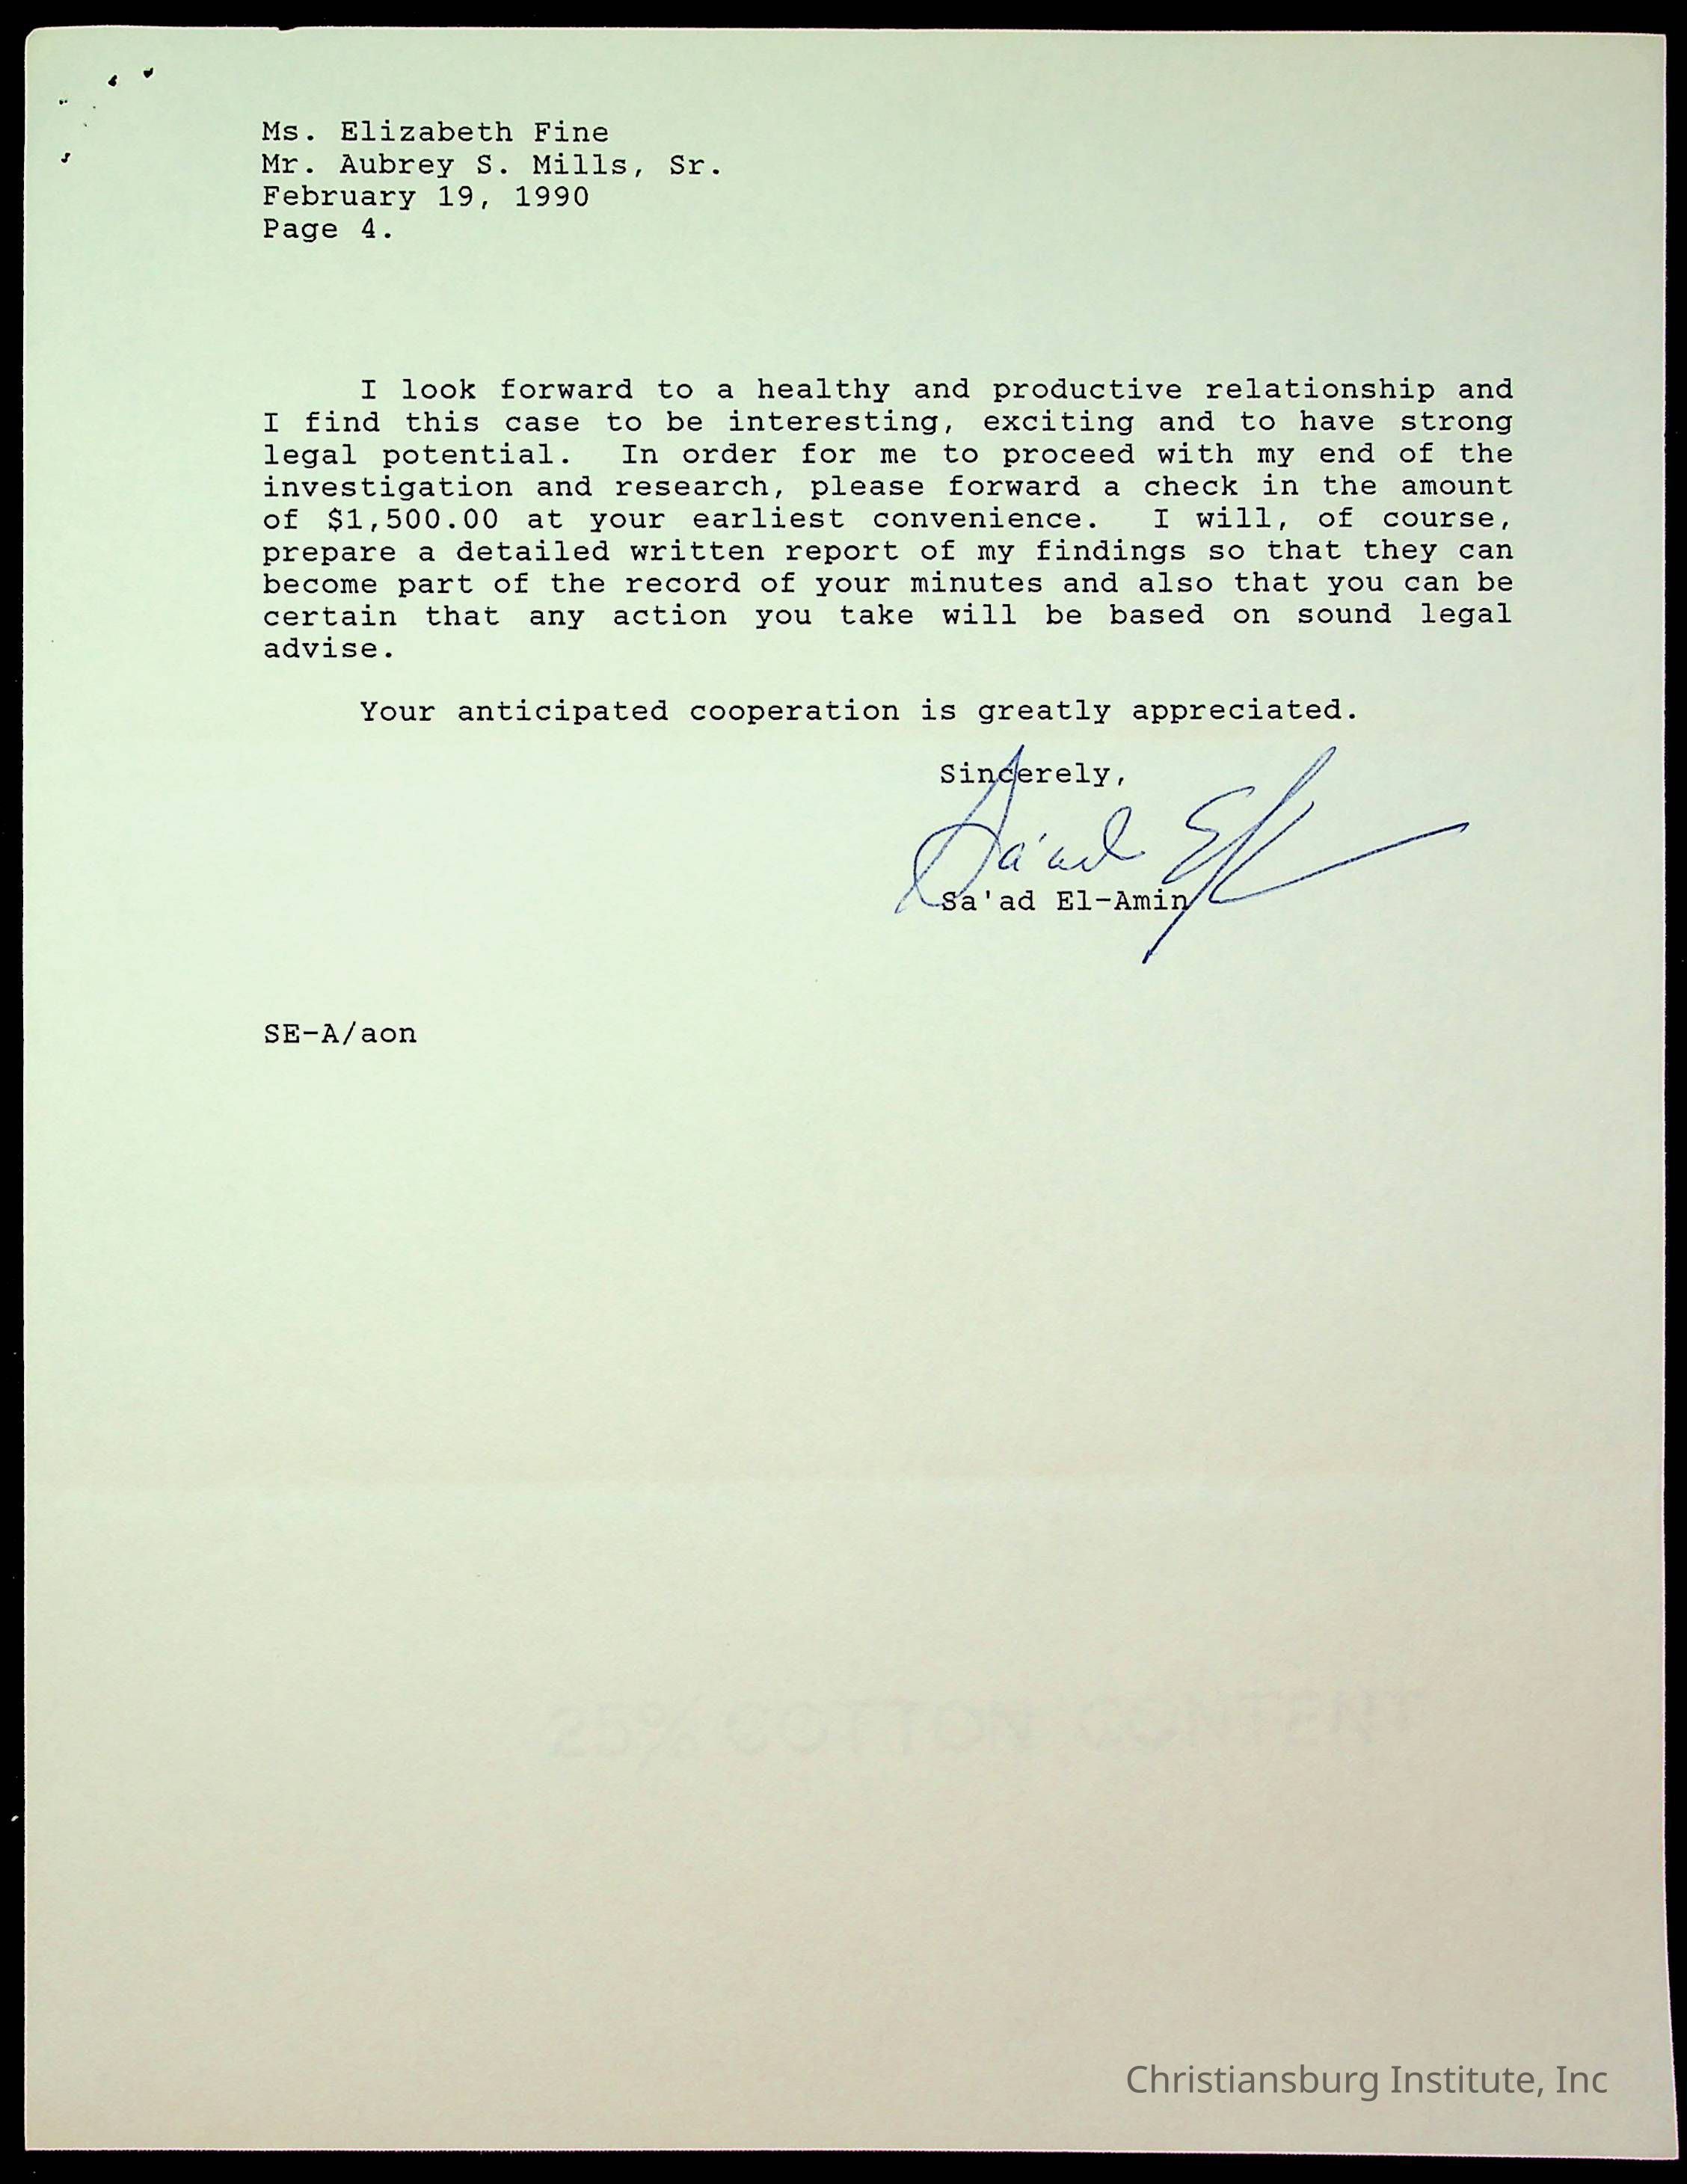 Ms. Elizabeth Fine
Mr. Aubrey S. Mills, Sr.
February 19, 1990
Page 4.
I look forward to a healthy and productive relationship and
I find this case to be interesting, exciting and to have strong
legal potential. In order for me to proceed with my end of the
investigation and research, please forward a check in the amount
of $1,500.00 at your earliest convenience. I will, of course,
prepare a detailed written report of my findings so that they can
become part of the record of your minutes and also that you can be
certain that any action you take will be based on sound legal
advise.
Your anticipated cooperation is greatly appreciated.
Sincerely,
Sa'ad El-Amin
SE-A/aon
25% COTTON CONTENT
Christiansburg Institute, Inc